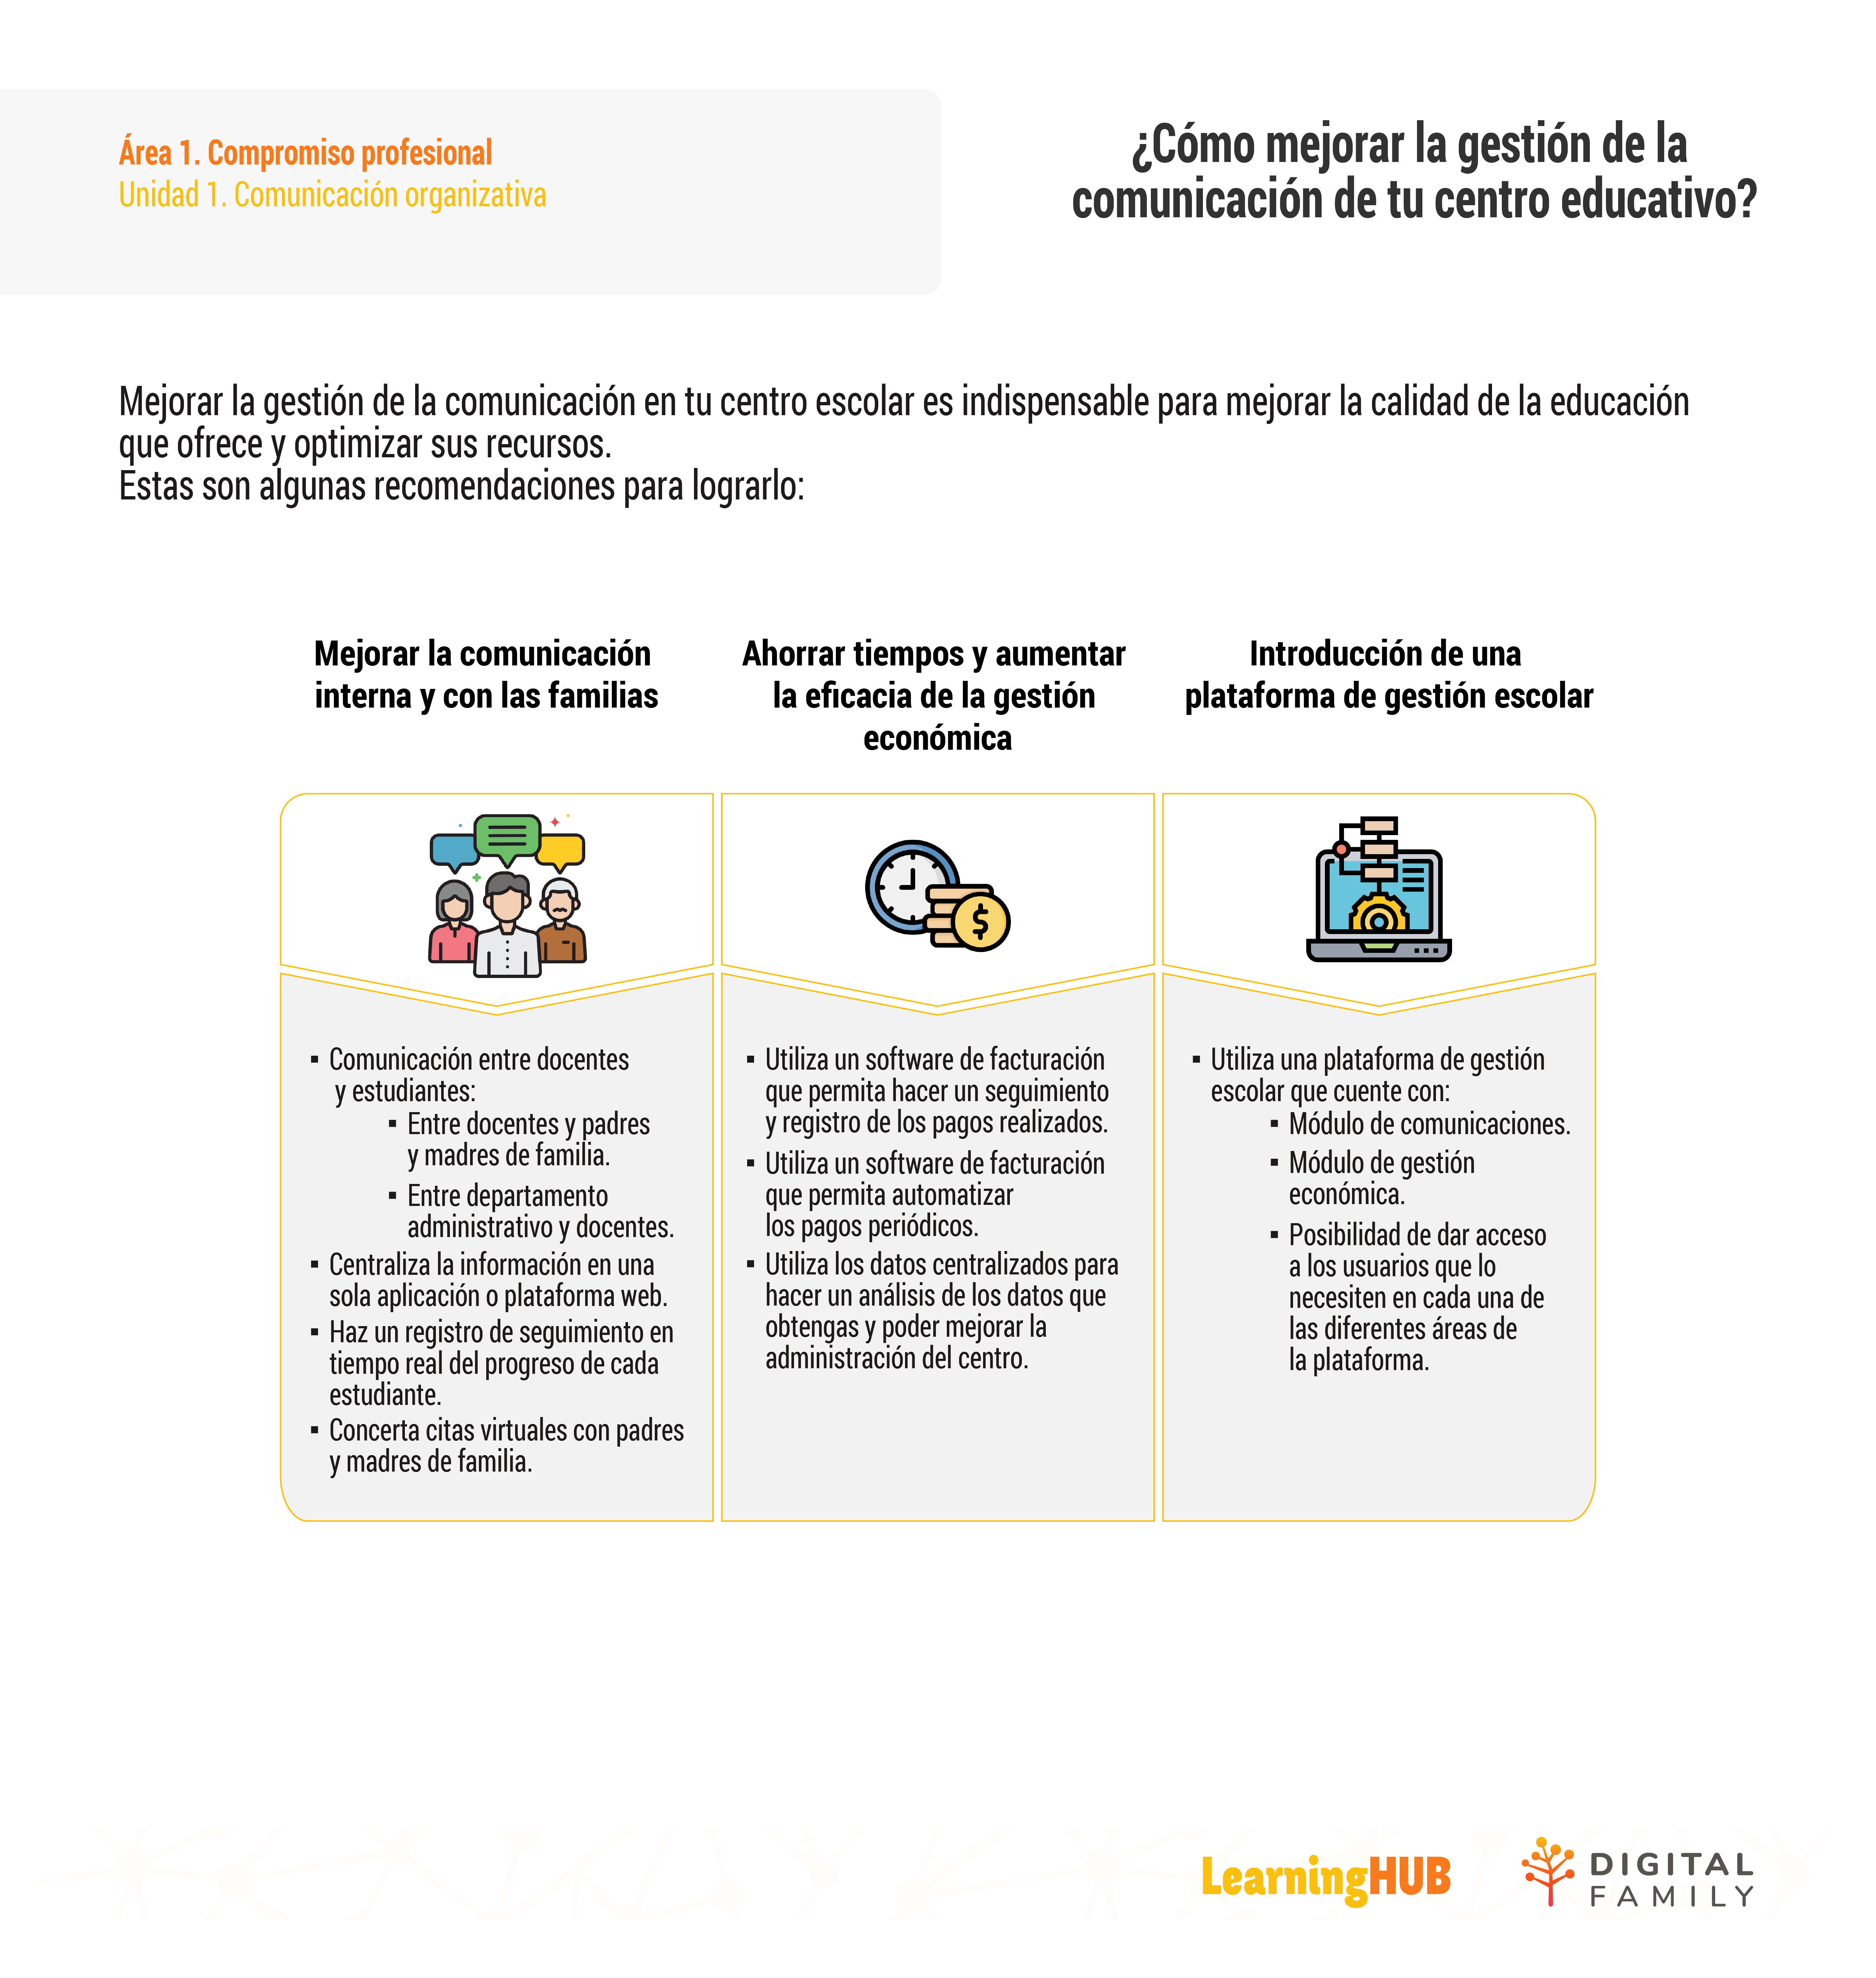 Área 1. Compromiso profesional
Unidad 1. Comunicación organizativa
¿Cómo mejorar la gestión de la
comunicación de tu centro educativo?
Mejorar la gestión de la comunicación en tu centro escolar es indispensable para mejorar la calidad de la educación
que ofrece y optimizar sus recursos.
Estas son algunas recomendaciones para lograrlo:
Mejorar la comunicación
interna y con las familias
▪ Comunicación entre docentes
y estudiantes:
▪ Entre docentes y padres
y madres de familia.
▪ Entre departamento
administrativo y docentes.
▪ Centraliza la información en una
sola aplicación o plataforma web.
▪ Haz un registro de seguimiento en
tiempo real del progreso de cada
estudiante.
▪ Concerta citas virtuales con padres
y madres de familia.
Ahorrar tiempos y aumentar
la eficacia de la gestión
económica
$
▪ Utiliza un software de facturación
que permita hacer un seguimiento
y registro de los pagos realizados.
▪ Utiliza un software de facturación
que permita automatizar
los pagos periódicos.
▪ Utiliza los datos centralizados para
hacer un análisis de los datos que
obtengas y poder mejorar la
administración del centro.
Introducción de una
plataforma de gestión escolar
▪ Utiliza una plataforma de gestión
escolar que cuente con:
▪ Módulo de comunicaciones.
▪ Módulo de gestión
económica.
▪ Posibilidad de dar acceso
a los usuarios que lo
necesiten en cada una de
las diferentes áreas de
la plataforma.
LearningHUB
DIGITAL
FAMILY